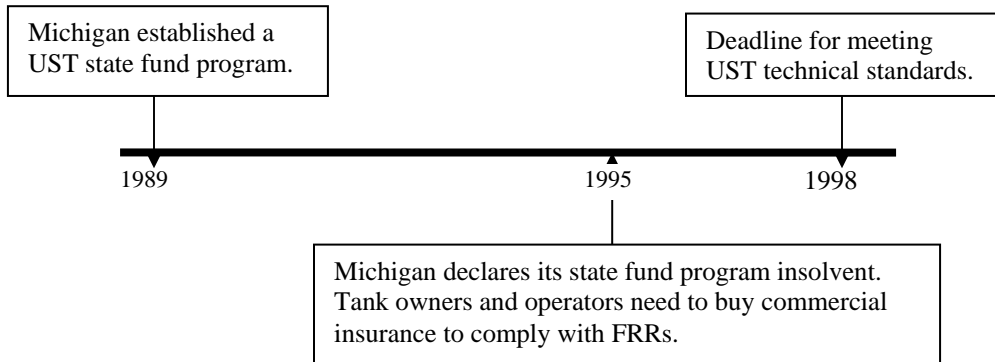 Michigan established a
UST state fund program.
Deadline for meeting
UST technical standards.
1989
1995
1998
Michigan declares its state fund program insolvent.
Tank owners and operators need to buy commercial
insurance to comply with FRRs.